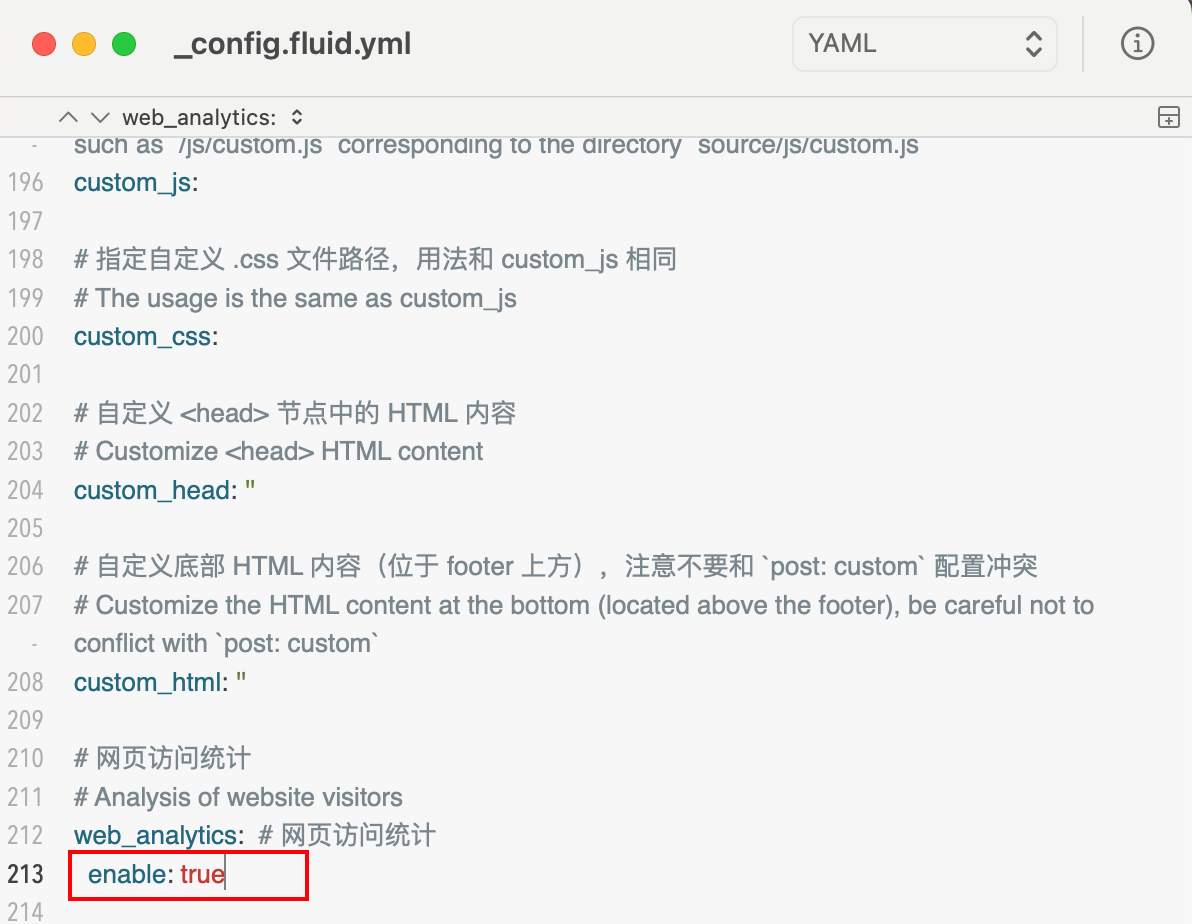 _config.fluid.yml
YAML
web_analytics:
- such as `/js/custom.js` corresponding to the directory `source/js/custom.js
196 custom_js:
197
198 # 指定自定义 .css 文件路径，用法和 custom_js 相同
199 # The usage is the same as custom_js
200 custom_css:
201
202 # 自定义 <head> 节点中的 HTML 内容
203 # Customize <head> HTML content
204 custom_head: ''
205
206 # 自定义底部 HTML 内容（位于 footer 上方），注意不要和 `post: custom` 配置冲突
207 # Customize the HTML content at the bottom (located above the footer), be careful not to
- conflict with `post: custom`
208 custom_html: ''
209
210 # 网页访问统计
211 # Analysis of website visitors
212 web_analytics: # 网页访问统计
213 enable: true
214